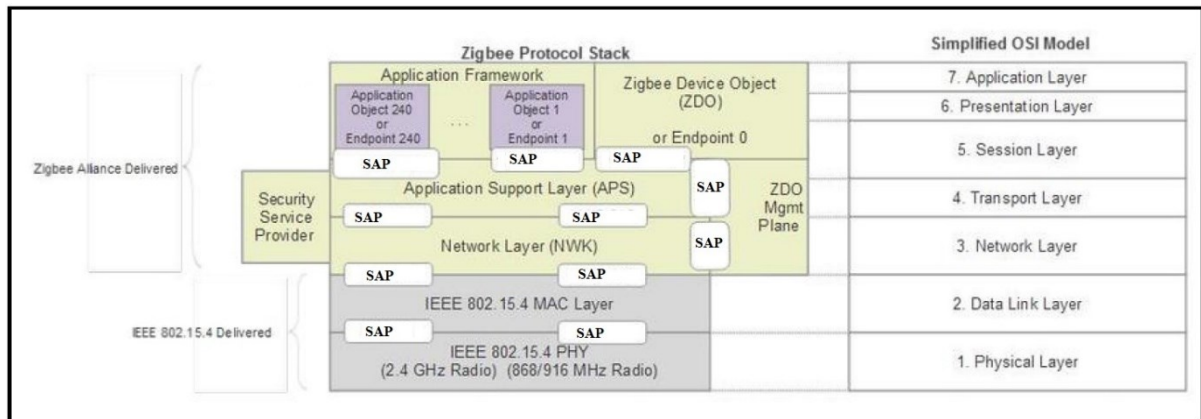 Zigbee Protocol Stack
Simplified OSI Model
Application Framework
Application
Object 240
or
Endpoint 240
. . .
Application
Object 1
or
Endpoint 1
Zigbee Device Object
(ZDO)
or Endpoint 0
7. Application Layer
6. Presentation Layer
5. Session Layer
Zigbee Alliance Delivered
SAP
SAP
SAP
Security
Service
Provider
Application Support Layer (APS)
SAP
ZDO
Mgmt
Plane
4. Transport Layer
SAP
SAP
Network Layer (NWK)
SAP
3. Network Layer
SAP
SAP
IEEE 802.15.4 MAC Layer
2. Data Link Layer
IEEE 802.15.4 Delivered
SAP
SAP
IEEE 802.15.4 PHY
(2.4 GHz Radio) (868/916 MHz Radio)
1. Physical Layer